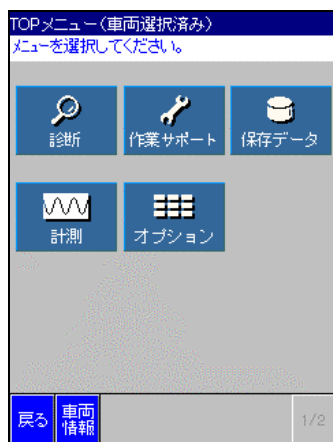 TOPメニュー(車両選択済み)
メニューを選択してください。
診断
作業サポート
保存データ
計測
オプション
戻る
車両
情報
1/2